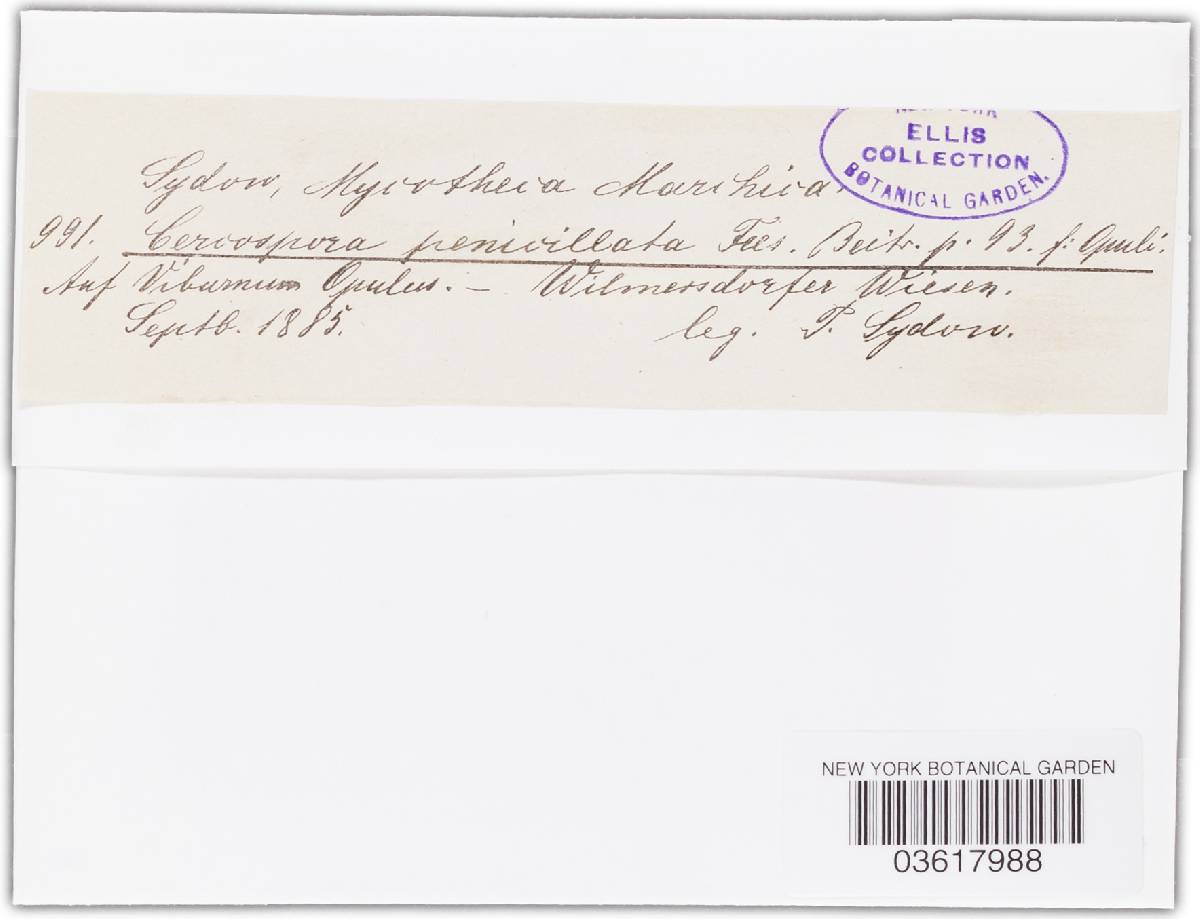 NEW YORK
ELLIS
COLLECTION
BOTANICAL GARDEN.
Sydow, Mycotheca Marchica,
991. Cercospora penicillata Fcls. Beitr. p. 93. f: Opuli.
Auf Viburnum Opulus. — Wilmersdorfer Wiesen.
Septb. 1885. leg. P. Sydow.
NEW YORK BOTANICAL GARDEN
03617988